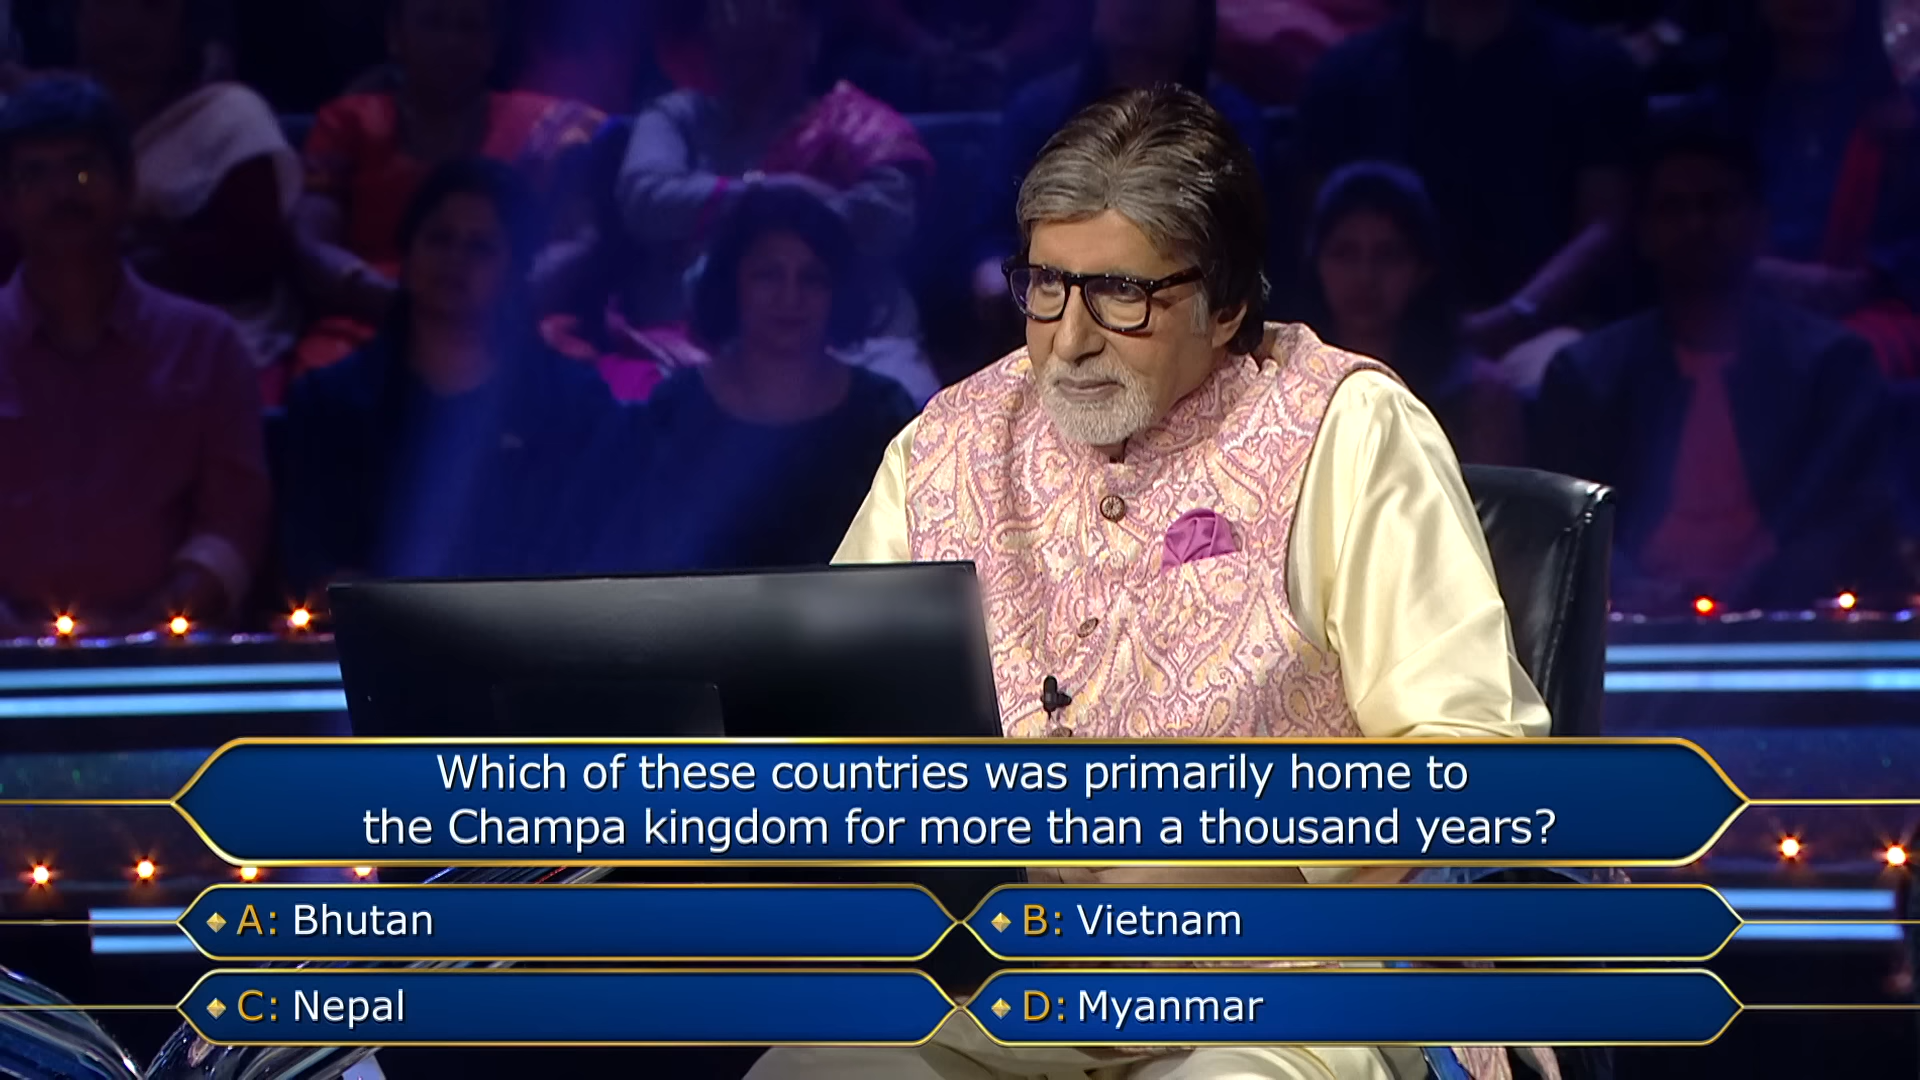 Which of these countries was primarily home to
the Champa kingdom for more than a thousand years?
A: Bhutan
B: Vietnam
C: Nepal
D: Myanmar